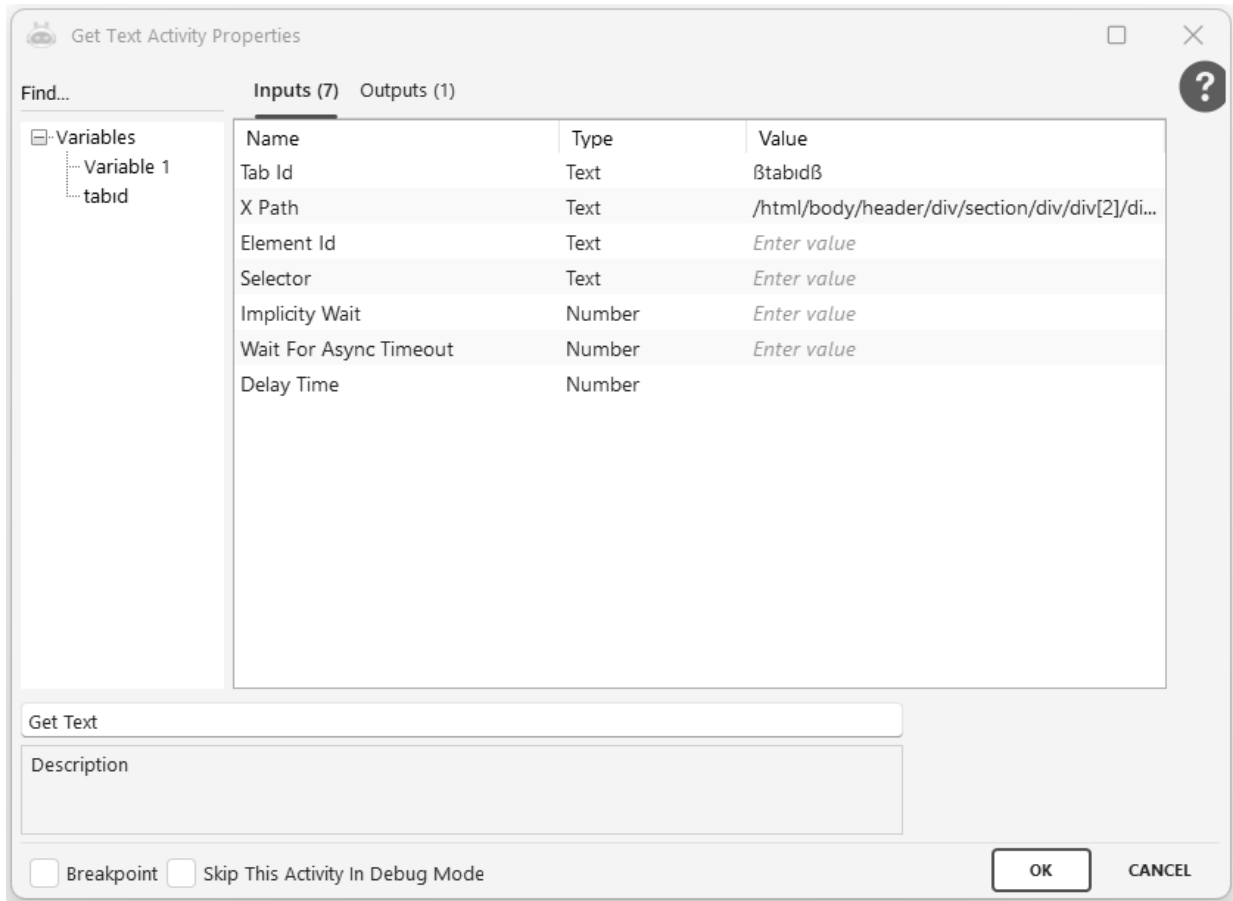 Get Text Activity Properties
Find...
Inputs (7) Outputs (1)
?
Variables
Variable 1
tabıd
Name Type Value
Tab Id Text ßtabıdß
X Path Text /html/body/header/div/section/div/div[2]/di...
Element Id Text Enter value
Selector Text Enter value
Implicity Wait Number Enter value
Wait For Async Timeout Number Enter value
Delay Time Number
Get Text
Description
Breakpoint Skip This Activity In Debug Mode OK CANCEL